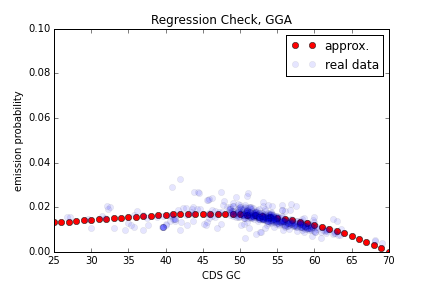 Regression Check, GGA
0.10
0.08
0.06
0.04
0.02
0.00
emission probability
approx.
real data
25 30 35 40 45 50 55 60 65 70
CDS GC